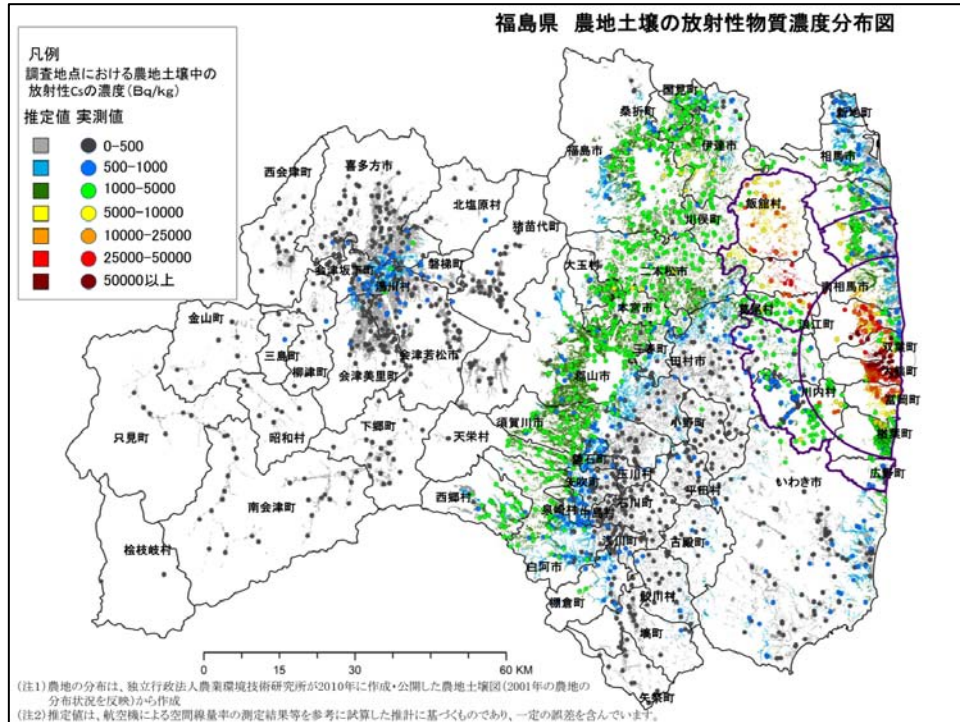 福島県 農地土壌の放射性物質濃度分布図
凡例
調査地点における農地土壌中の
放射性Csの濃度(Bq/kg)
推定値 実測値
0-500
500-1000
1000-5000
5000-10000
10000-25000
25000-50000
50000以上
国見町
桑折町
新地町
福島市
伊達市
相馬市
西会津町
喜多方市
北塩原村
猪苗代町
川俣町
飯舘村
会津坂下町
湯川村
磐梯町
大玉村
二本松市
南相馬市
本宮市
葛尾村
浪江町
金山町
三島町
柳津町
会津美里町
会津若松市
三春町
田村市
双葉町
大熊町
郡山市
川内村
富岡町
只見町
昭和村
下郷町
天栄村
須賀川市
小野町
楢葉町
鏡石町
広野町
矢吹町
玉川村
いわき市
西郷村
平田村
南会津町
泉崎村
中島村
石川町
檜枝岐村
浅川町
古殿町
白河市
棚倉町
鮫川村
塙町
矢祭町
0 15 30 60 KM
(注1)農地の分布は、独立行政法人農業環境技術研究所が2010年に作成・公開した農地土壌図(2001年の農地の
分布状況を反映)から作成
(注2)推定値は、航空機による空間線量率の測定結果等を参考に試算した推計に基づくものであり、一定の誤差を含んでいます。